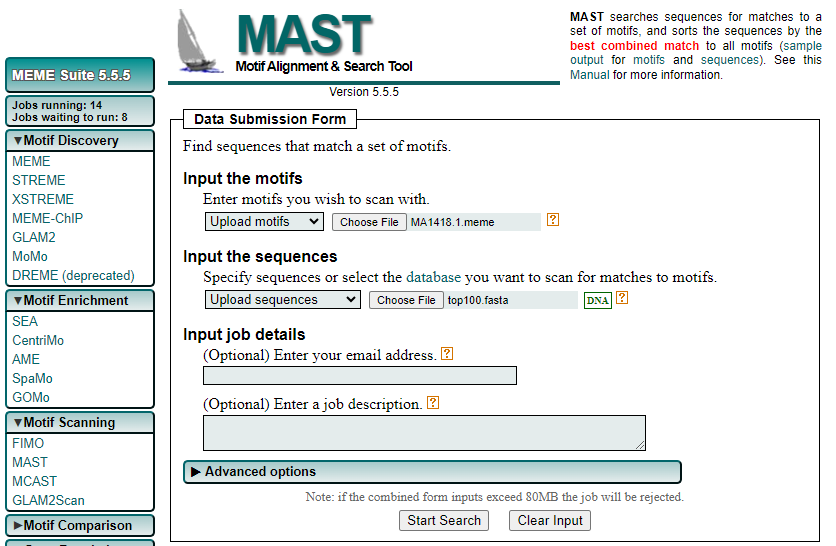 MEME Suite 5.5.5
Jobs running: 14
Jobs waiting to run: 8
▼Motif Discovery
MEME
STREME
XSTREME
MEME-ChIP
GLAM2
MoMo
DREME (deprecated)
▼Motif Enrichment
SEA
CentriMo
AME
SpaMo
GOMo
▼Motif Scanning
FIMO
MAST
MCAST
GLAM2Scan
▶Motif Comparison
MAST
Motif Alignment & Search Tool
Version 5.5.5
MAST searches sequences for matches to a
set of motifs, and sorts the sequences by the
best combined match to all motifs (sample
output for motifs and sequences). See this
Manual for more information.
Data Submission Form
Find sequences that match a set of motifs.
Input the motifs
Enter motifs you wish to scan with.
Upload motifs Choose File MA1418.1.meme ?
Input the sequences
Specify sequences or select the database you want to scan for matches to motifs.
Upload sequences Choose File top100.fasta DNA ?
Input job details
(Optional) Enter your email address. ?
(Optional) Enter a job description. ?
▶ Advanced options
Note: if the combined form inputs exceed 80MB the job will be rejected.
Start Search Clear Input